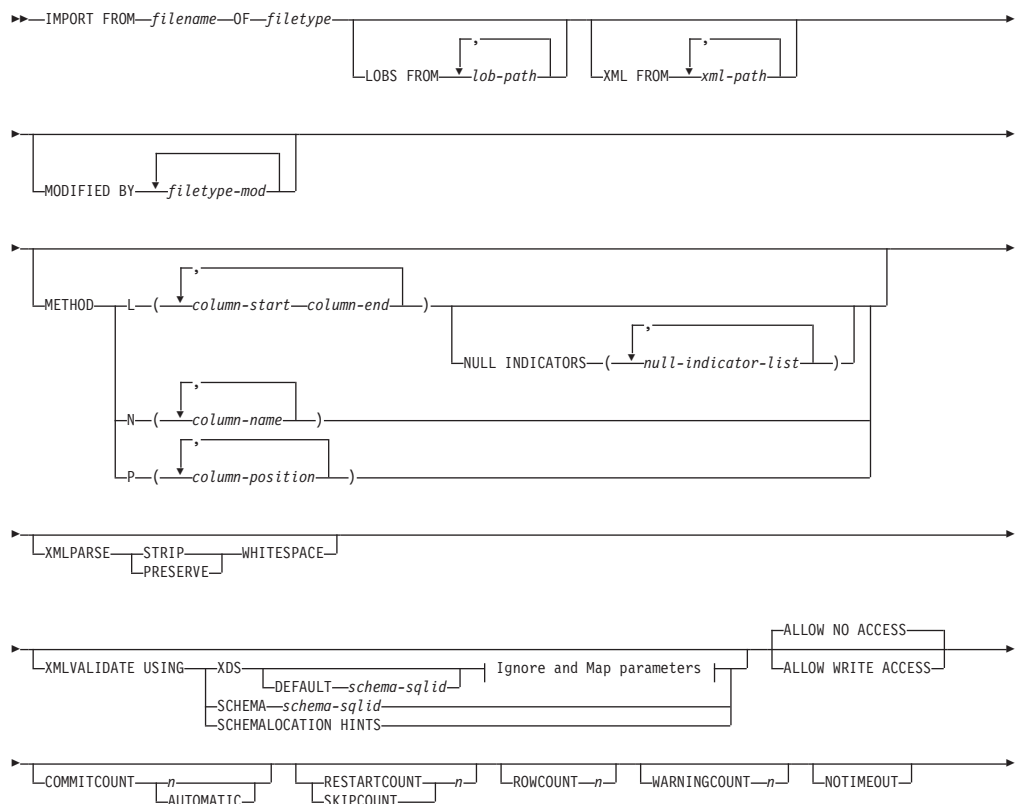 IMPORT FROM filename OF filetype
,
,
LOBS FROM lob-path
XML FROM xml-path
MODIFIED BY filetype-mod
,
METHOD L ( column-start column-end )
,
NULL INDICATORS ( null-indicator-list )
,
N ( column-name )
,
P ( column-position )
XMLPARSE STRIP WHITESPACE
PRESERVE
ALLOW NO ACCESS
XMLVALIDATE USING XDS Ignore and Map parameters ALLOW WRITE ACCESS
DEFAULT schema-sqlid
SCHEMA schema-sqlid
SCHEMALOCATION HINTS
COMMITCOUNT n RESTARTCOUNT n ROWCOUNT n WARNINGCOUNT n NOTIMEOUT
AUTOMATIC SKIPCOUNT